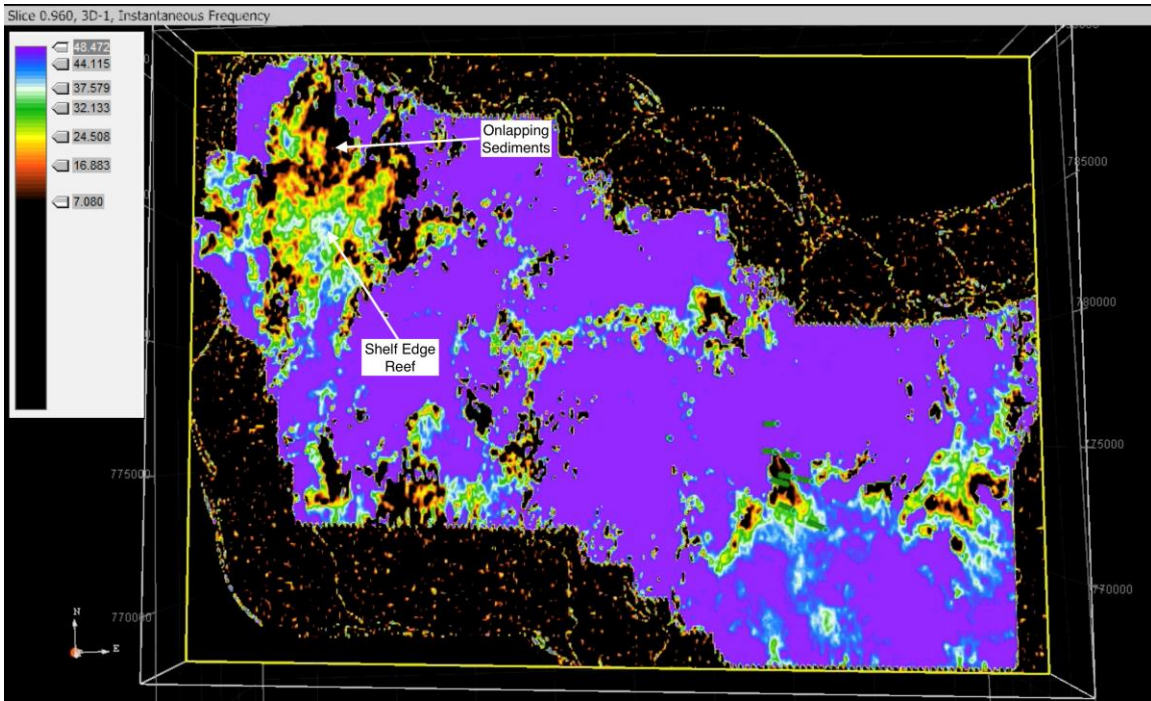 Slice 0.960, 3D-1, Instantaneous Frequency
48.472
44.115
37.579
32.133
24.508
16.883
7.080
Onlapping
Sediments
Shelf Edge
Reef
785000
780000
775000
775000
770000
770000
N
E